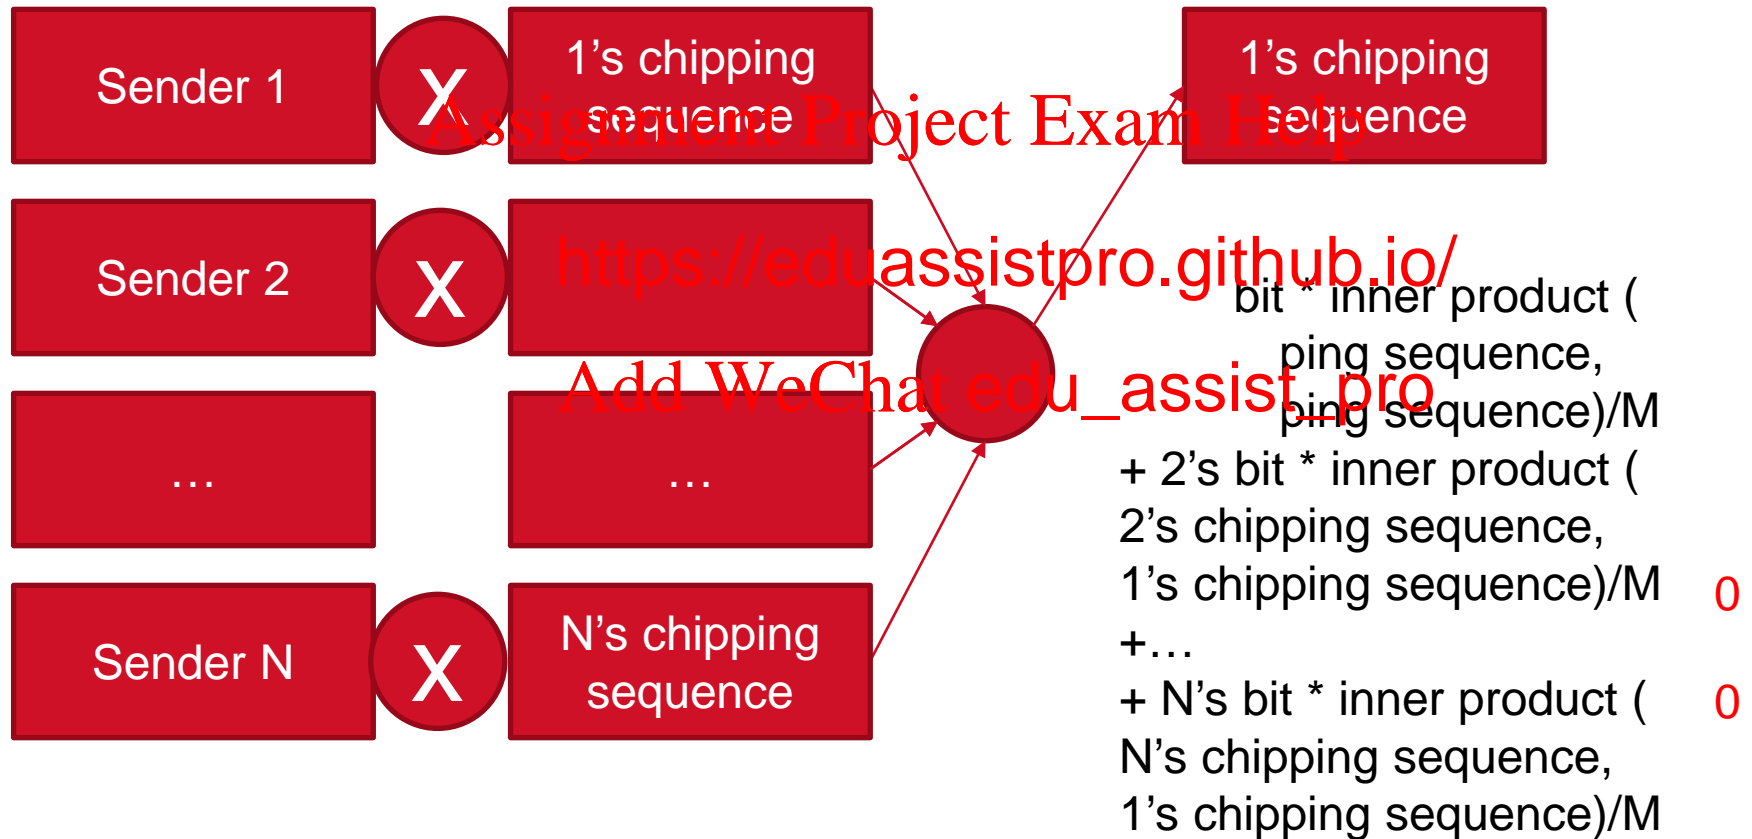 Sender 1
X
1's chipping
sequence
1's chipping
sequence
Assignment Project Exam Help
Sender 2
X
https://eduassistpro.github.io/
bit * inner product (
ping sequence,
Add WeChat edu_assist_pro
ping sequence)/M
+ 2's bit * inner product (
2's chipping sequence,
1's chipping sequence)/M 0
+…
+ N's bit * inner product ( 0
N's chipping sequence,
1's chipping sequence)/M
…
…
Sender N
X
N's chipping
sequence